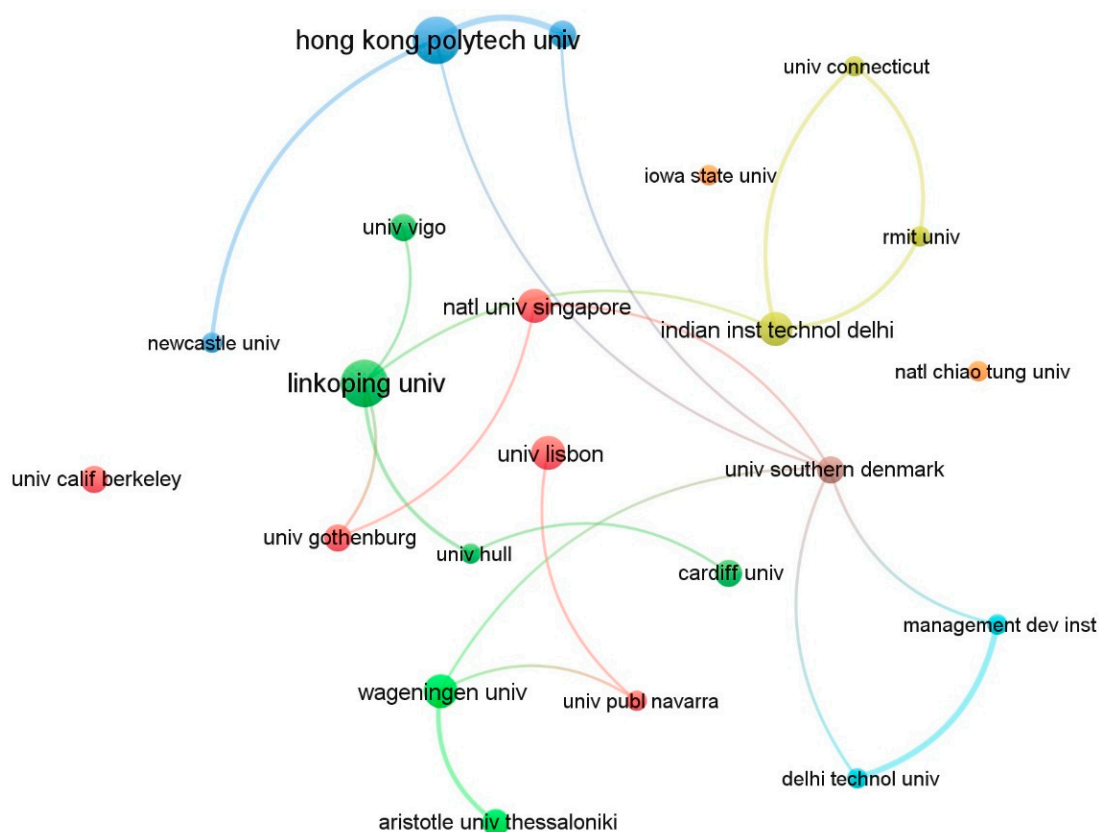 hong kong polytech univ
univ connecticut
iowa state univ
univ vigo
rmit univ
natl univ singapore
indian inst technol delhi
newcastle univ
natl chiao tung univ
linkoping univ
univ lisbon
univ southern denmark
univ calif berkeley
univ gothenburg
univ hull
cardiff univ
management dev inst
wageningen univ
univ publ navarra
delhi technol univ
aristotle univ thessaloniki